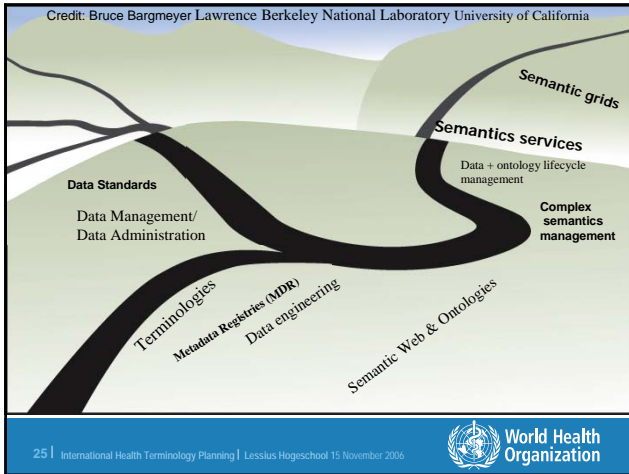 Credit: Bruce Bargmeyer Lawrence Berkeley National Laboratory University of California
Semantic grids
Semantics services
Data + ontology lifecycle
management
Data Standards
Complex
semantics
management
Data Management/
Data Administration
Terminologies
Metadata Registries (MDR)
Data engineering
Semantic Web & Ontologies
25 | International Health Terminology Planning | Lessius Hogeschool 15 November 2006
World Health
Organization